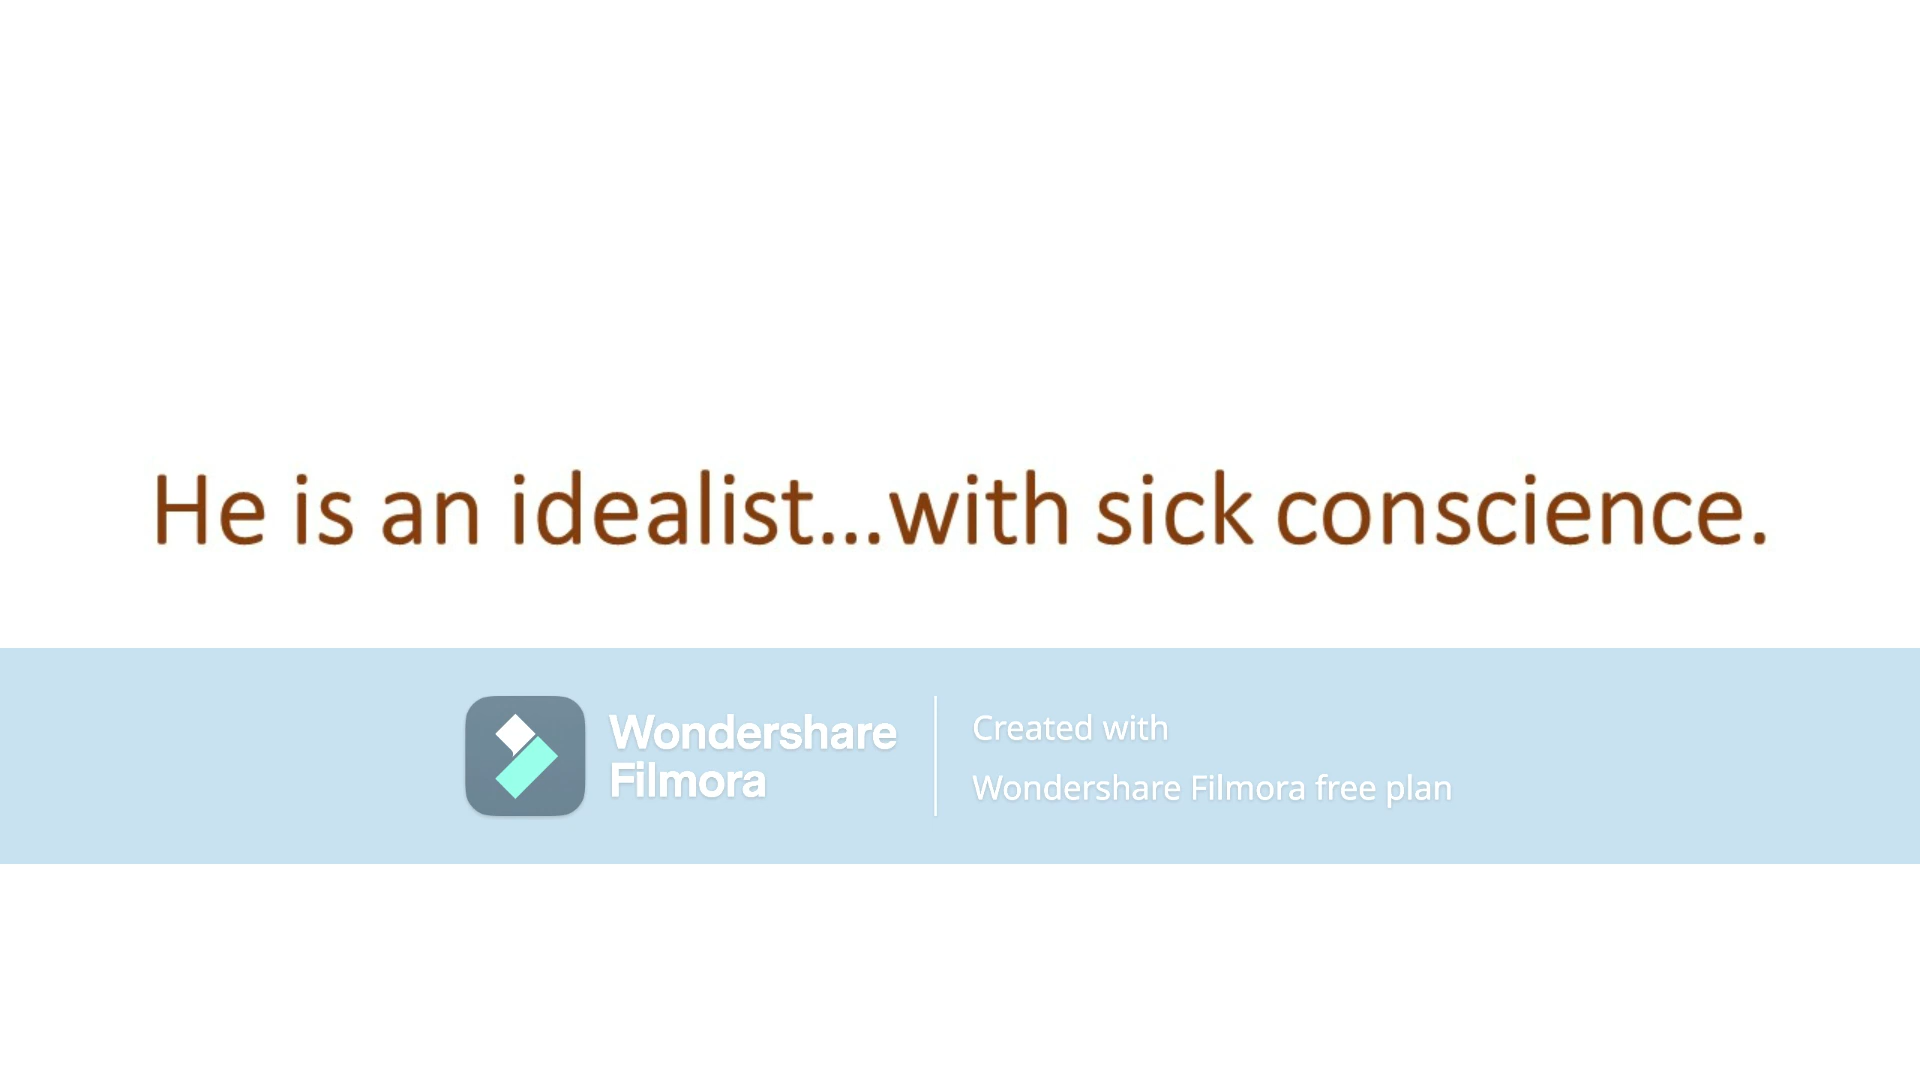 He is an idealist...with sick conscience.
Wondershare
Filmora
Created with
Wondershare Filmora free plan